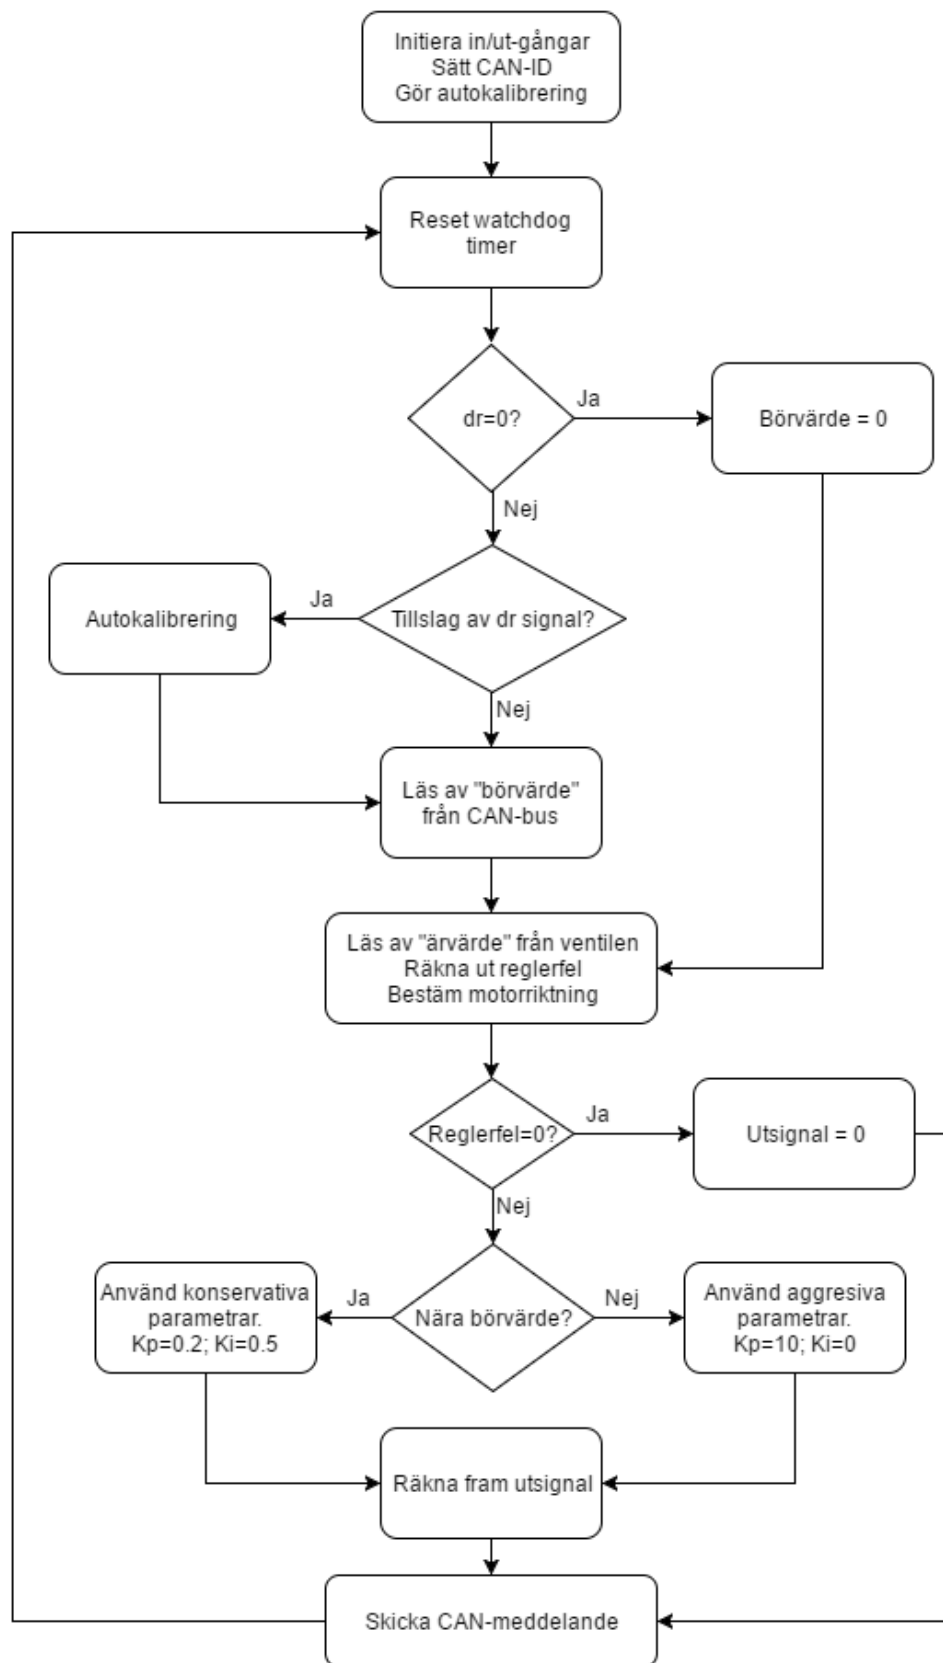 Initiera in/ut-gångar
Sätt CAN-ID
Gör autokalibrering
Reset watchdog
timer
dr=0?
Ja
Börvärde = 0
Nej
Tillslag av dr signal?
Ja
Autokalibrering
Nej
Läs av "börvärde"
från CAN-bus
Läs av "ärvärde" från ventilen
Räkna ut reglerfel
Bestäm motorriktning
Reglerfel=0?
Ja
Utsignal = 0
Nej
Nära börvärde?
Ja
Använd konservativa
parametrar.
Kp=0.2; Ki=0.5
Nej
Använd aggresiva
parametrar.
Kp=10; Ki=0
Räkna fram utsignal
Skicka CAN-meddelande